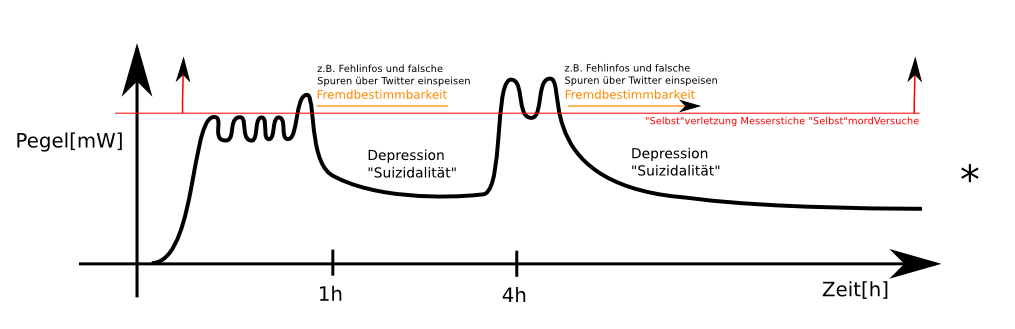 z.B. Fehlinfos und falsche
Spuren über Twitter einspeisen
Fremdbestimmbarkeit
z.B. Fehlinfos und falsche
Spuren über Twitter einspeisen
Fremdbestimmbarkeit
"Selbst"verletzung Messerstiche "Selbst"mordVersuche
Pegel[mW]
Depression
"Suizidalität"
Depression
"Suizidalität"
*
1h
4h
Zeit[h]